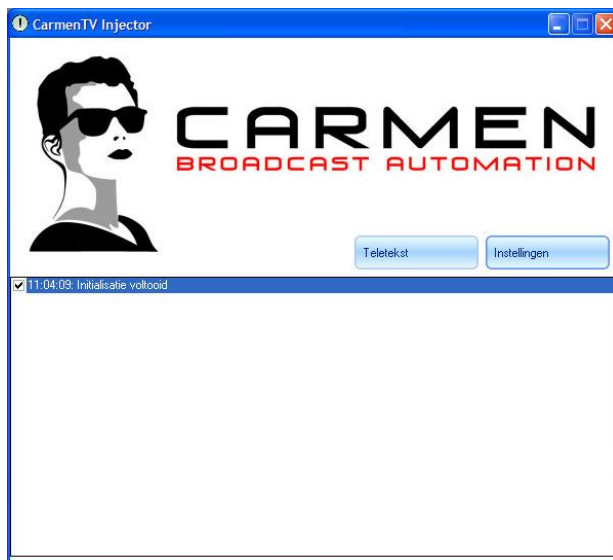 CarmenTV Injector
CARMEN
BROADCAST AUTOMATION
Teletekst
Instellingen
11:04:09: Initialisatie voltooid